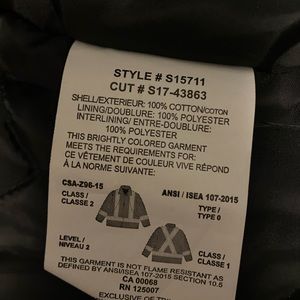 STYLE # S15711
CUT # S17-43863
SHELL/EXTERIEUR: 100% COTTON/COTON
LINING/DOUBLURE: 100% POLYESTER
INTERLINING/ ENTRE-DOUBLURE:
100% POLYESTER
THIS BRIGHTLY COLORED GARMENT
MEETS THE REQUIREMENTS FOR:
CE VÊTEMENT DE COULEUR VIVE RÉPOND
À LA NORME SUIVANTE:
CSA-Z96-15
ANSI / ISEA 107-2015
CLASS /
CLASSE 2
TYPE /
TYPE 0
LEVEL /
NIVEAU 2
CLASS /
CLASSE 1
THIS GARMENT IS NOT FLAME RESISTANT AS
DEFINED BY ANSI/ISEA 107-2015 SECTION 10.6
CA 00068
RN 125007
EXCLUSIVE OF